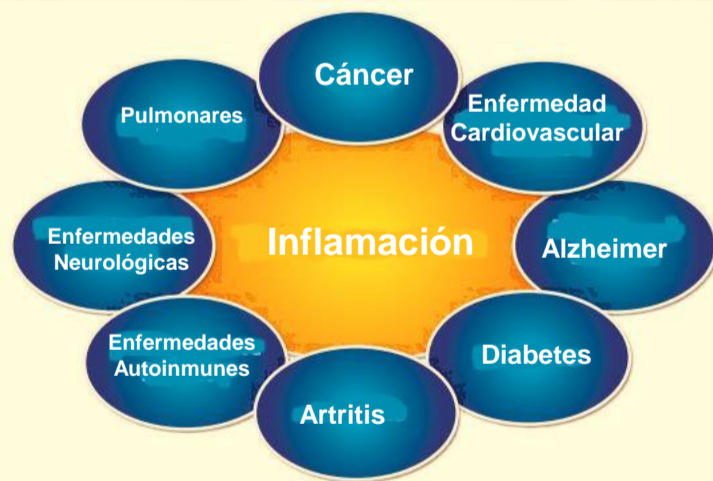 Cáncer
Enfermedad
Cardiovascular
Alzheimer
Diabetes
Artritis
Enfermedades
Autoinmunes
Enfermedades
Neurológicas
Pulmonares
Inflamación